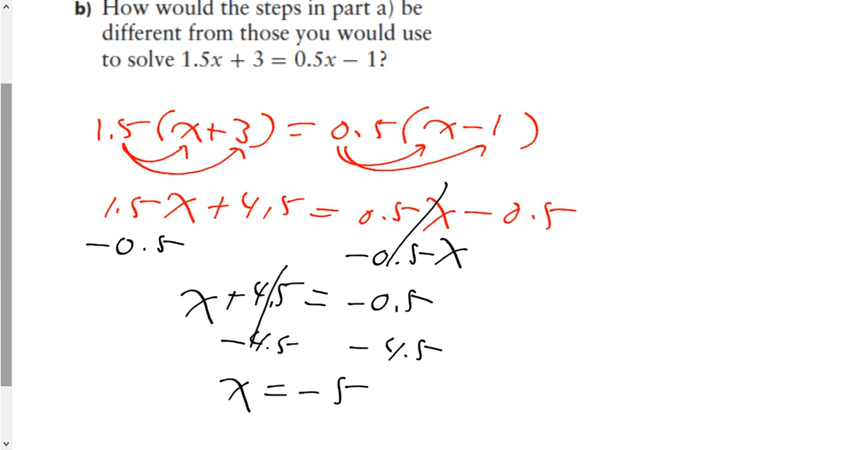 b) How would the steps in part a) be
different from those you would use
to solve 1.5x + 3 = 0.5x − 1?
1.5(x+3) = 0.5(x−1)
1.5x + 4.5 = 0.5x − 0.5
−0.5 −0.5x
x + 4.5 = −0.5
−4.5 −4.5
x = −5